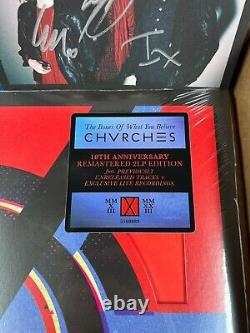 The Bones Of What You Believe
CHVRCHES
10TH ANNIVERSARY
REMASTERED 2LP EDITION
feat. PREVIOUSLY
UNRELEASED TRACKS +
EXCLUSIVE LIVE RECORDINGS.
MM
X
III
MM
XX
III